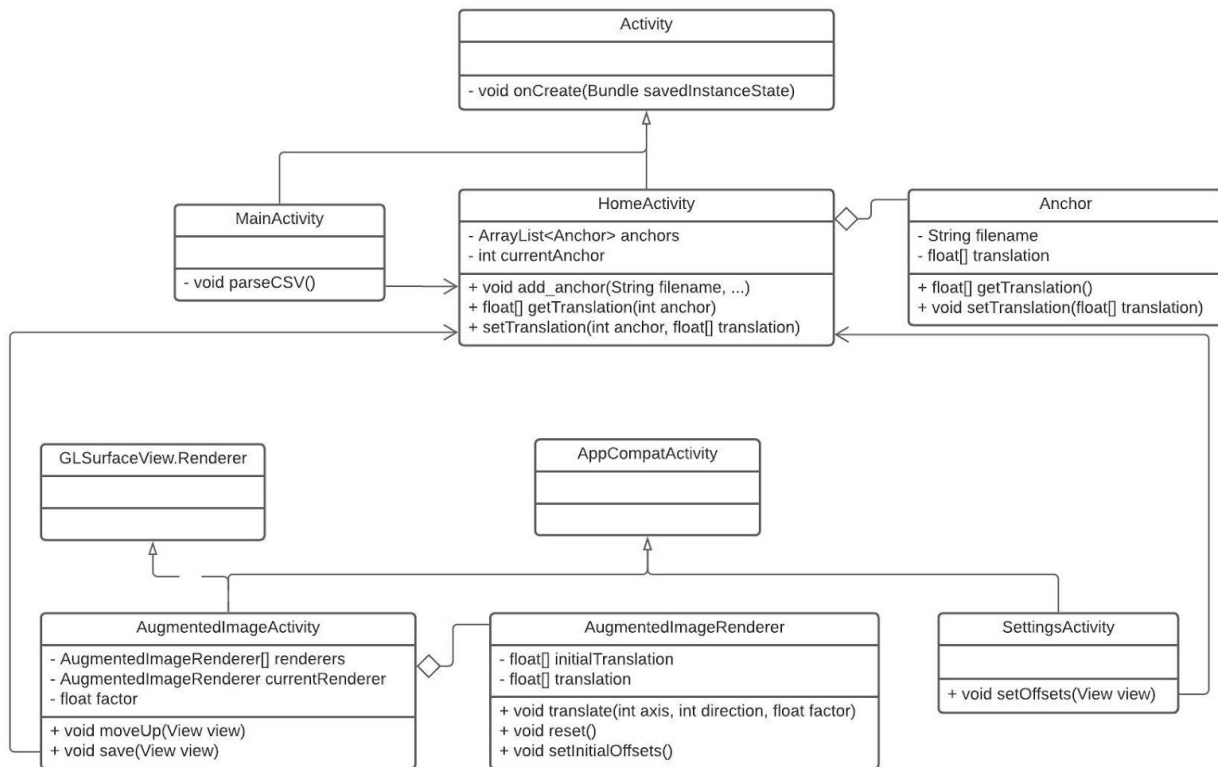 Activity
- void onCreate(Bundle savedInstanceState)
MainActivity
- void parseCSV()
HomeActivity
- ArrayList<Anchor> anchors
- int currentAnchor
+ void add_anchor(String filename, ...)
+ float[] getTranslation(int anchor)
+ setTranslation(int anchor, float[] translation)
Anchor
- String filename
- float[] translation
+ float[] getTranslation()
+ void setTranslation(float[] translation)
GLSurfaceView.Renderer
AppCompatActivity
AugmentedImageActivity
- AugmentedImageRenderer[] renderers
- AugmentedImageRenderer currentRenderer
- float factor
+ void moveUp(View view)
+ void save(View view)
AugmentedImageRenderer
- float[] initialTranslation
- float[] translation
+ void translate(int axis, int direction, float factor)
+ void reset()
+ void setInitialOffsets()
SettingsActivity
+ void setOffsets(View view)